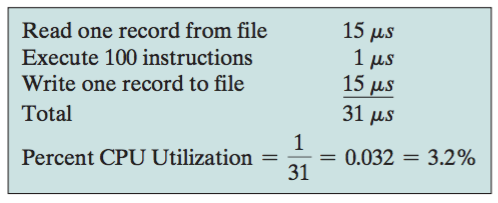 Read one record from file 15 μs
Execute 100 instructions 1 μs
Write one record to file 15 μs
Total 31 μs
Percent CPU Utilization = 1/31 = 0.032 = 3.2%